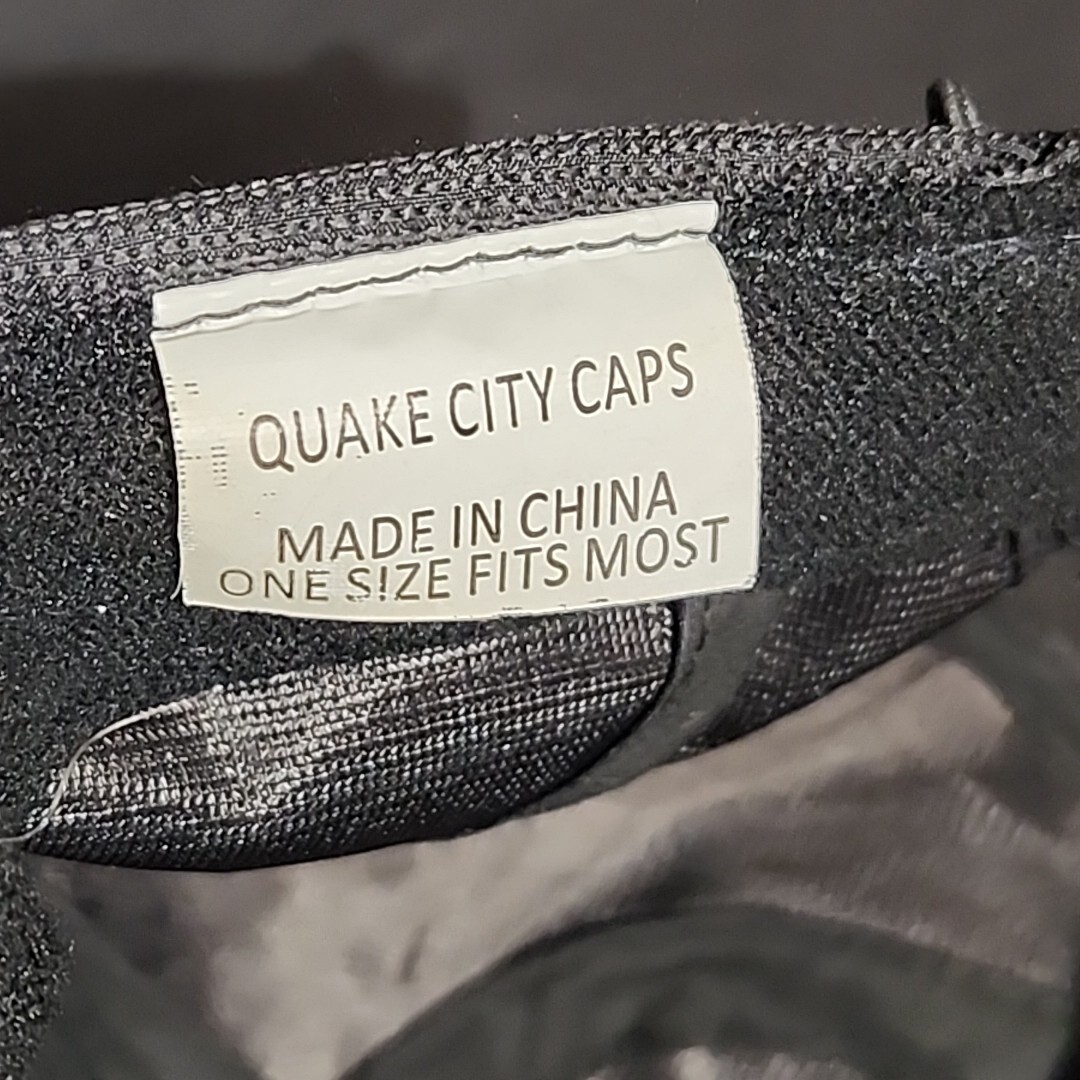 QUAKE CITY CAPS
MADE IN CHINA
ONE SIZE FITS MOST